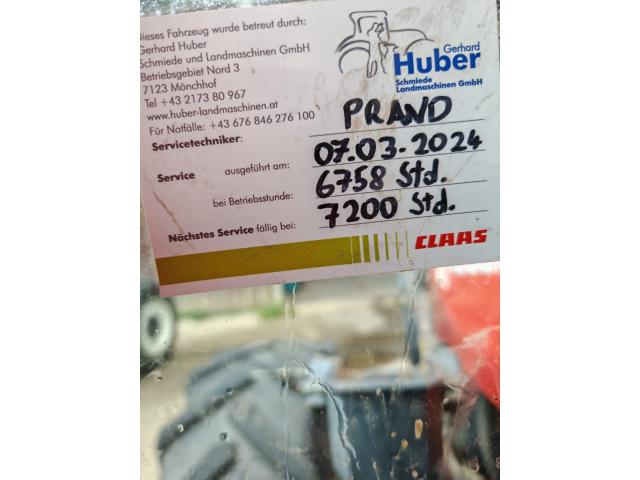 Dieses Fahrzeug wurde betreut durch:
Gerhard Huber
Schmiede und Landmaschinen GmbH
Betriebsgebiet Nord 3
7123 Mönchhof
Tel +43 2173 80 967
www.huber-landmaschinen.at
Für Notfälle: +43 676 846 276 100
Gerhard
Huber
Schmiede
Landmaschinen GmbH
Servicetechniker: PRAND
Service ausgeführt am: 07.03.2024
bei Betriebsstunde: 6758 Std.
Nächstes Service fällig bei: 7200 Std.
CLAAS